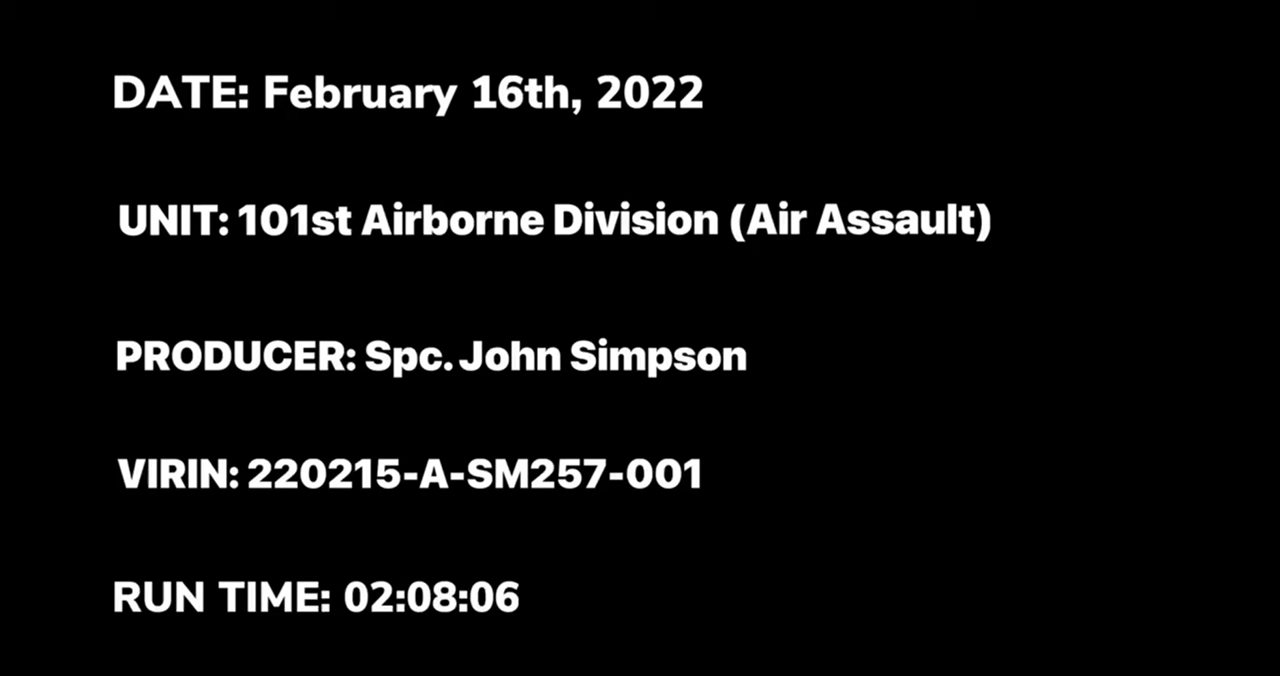 DATE: February 16th, 2022
UNIT: 101st Airborne Division (Air Assault)
PRODUCER: Spc. John Simpson
VIRIN: 220215-A-SM257-001
RUN TIME: 02:08:06